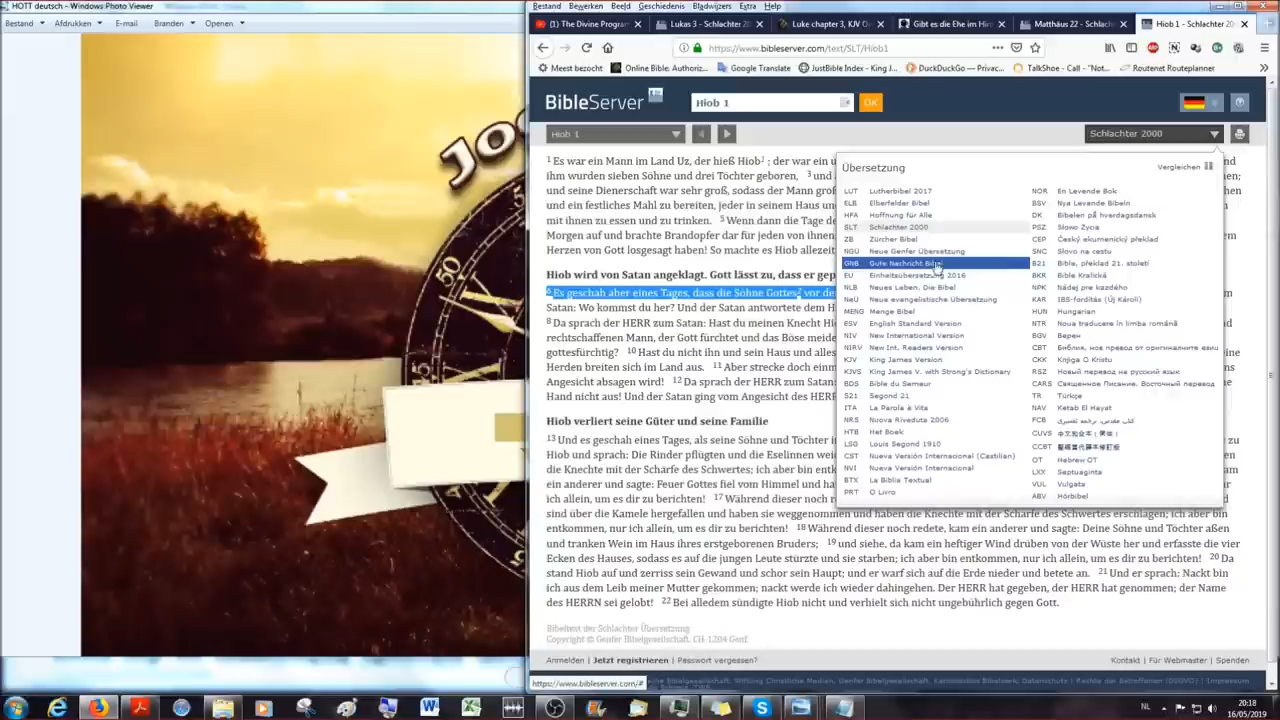 HOTT deutsch - Windows Photo Viewer
Bestand Afdrukken E-mail Branden Openen
Bestand Bewerken Beeld Geschiedenis Bladwijzers Extra Help
(1) The Divine Program
Lukas 3 - Schlachter 200
Luke chapter 3, KJV
Gibt es die Ehe im Himm
Matthäus 22 - Schlach
Hiob 1 - Schlachter 2000
https://www.bibleserver.com/text/SLT/Hiob1
Meest bezocht Online Bible: Authoriz... Google Translate JustBible Index - King J... DuckDuckGo — Privac... TalkShoe - Call - "Not... Routenet Routeplanner
BibleServer
Hiob 1
OK
Hiob 1
Schlachter 2000
1 Es war ein Mann im Land Uz, der hieß Hiob
ihm wurden sieben Söhne und drei Töchter geboren, 3
und seine Dienerschaft war sehr groß, sodass der Mann
und ein festliches Mahl zu bereiten, jeder in seinem Haus
mit ihnen zu essen und zu trinken. 5 Wenn dann die Tage
Morgen auf und brachte Brandopfer dar für jeden von ihnen
Herzen von Gott losgesagt haben! So machte es Hiob allezeit
Hiob wird von Satan angeklagt. Gott lässt zu, dass er
6 Es geschah aber eines Tages, dass die Söhne Gottes vor
Satan: Wo kommst du her? Und der Satan antwortete dem
8 Da sprach der HERR zum Satan: Hast du meinen Knecht
rechtschaffenen Mann, der Gott fürchtet und das Böse
gottesfürchtig? 10 Hast du nicht ihn und sein Haus und alles
Herden breiten sich im Land aus. 11 Aber strecke doch einmal
Angesicht absagen wird! 12 Da sprach der HERR zum Satan:
Hand nicht aus! Und der Satan ging vom Angesicht des
Hiob verliert seine Güter und seine Familie
13 Und es geschah eines Tages, als seine Söhne und Töchter
Hiob und sprach: Die Rinder pflügten und die Eselinnen
die Knechte mit der Schärfe des Schwertes; ich aber bin
ein anderer und sagte: Feuer Gottes fiel vom Himmel und
ich allein, um es dir zu berichten! 17 Während dieser noch
sind über die Kamele hergefallen und haben sie weggenommen und haben die Knechte mit der Schärfe des Schwertes erschlagen; ich aber bin
entkommen, nur ich allein, um es dir zu berichten! 18 Während dieser noch redete, kam ein anderer und sagte: Deine Söhne und Töchter aßen
und tranken Wein im Haus ihres erstgeborenen Bruders; 19 und siehe, da kam ein heftiger Wind drüben von der Wüste her und erfasste die vier
Ecken des Hauses, sodass es auf die jungen Leute stürzte und sie starben; ich aber bin entkommen, nur ich allein, um es dir zu berichten! 20 Da
stand Hiob auf und zerriss sein Gewand und schor sein Haupt; und er warf sich auf die Erde nieder und betete an. 21 Und er sprach: Nackt bin
ich aus dem Leib meiner Mutter gekommen; nackt werde ich wieder dahingehen. Der HERR hat gegeben, der HERR hat genommen; der Name
des HERRN sei gelobt! 22 Bei alledem sündigte Hiob nicht und verhielt sich nicht ungebührlich gegen Gott.
Übersetzung
Vergleichen
LUT Lutherbibel 2017
ELB Elberfelder Bibel
HFA Hoffnung für Alle
SLT Schlachter 2000
ZB Zürcher Bibel
NGÜ Neue Genfer Übersetzung
GNB Gute Nachricht Bibel
EU Einheitsübersetzung 2016
NLB Neues Leben. Die Bibel
NeÜ Neue evangelistische Übersetzung
MENG Menge Bibel
ESV English Standard Version
NIV New International Version
NIRV New Int. Readers Version
KJV King James Version
KJVS King James V. with Strong's Dictionary
BDS Bible du Semeur
S21 Segond 21
ITA La Parola è Vita
NRS Nuova Riveduta 2006
HTB Het Boek
LSG Louis Segond 1910
CST Nueva Versión Internacional (Castilian)
NVI Nueva Versión Internacional
BTX La Biblia Textual
PRT O Livro
NOR En Levende Bok
BSV Nya Levande Bibeln
DK Bibelen på hverdagsdansk
PSZ Słowo Życia
CEP Český ekumenický překlad
SNC Slovo na cestu
B21 Bible, překlad 21. století
BKR Bible Kralická
NPK Nádej pre kazdého
KAR IBS-fordítás (Új Károli)
HUN Hungarian
NTR Noua traducere în limba română
BGV Верен
CBT Библия, нов превод от оригиналните езици
CKK Knjiga O Kristu
RSZ Новый перевод на русский язык
CARS Священное Писание, Восточный перевод
TR Türkçe
NAV Ketab El Hayat
FCB
CUVS
CCBT
OT Hebrew OT
LXX Septuaginta
VUL Vulgata
ABV Hörbibel
Bibeltext der Schlachter Übersetzung
Copyright © Genfer Bibelgesellschaft, CH-1204 Genf
Anmelden | Jetzt registrieren | Passwort vergessen?
Kontakt | Für Webmaster | Spenden
https://www.bibleserver.com/#
NL
20:18
16/05/2019